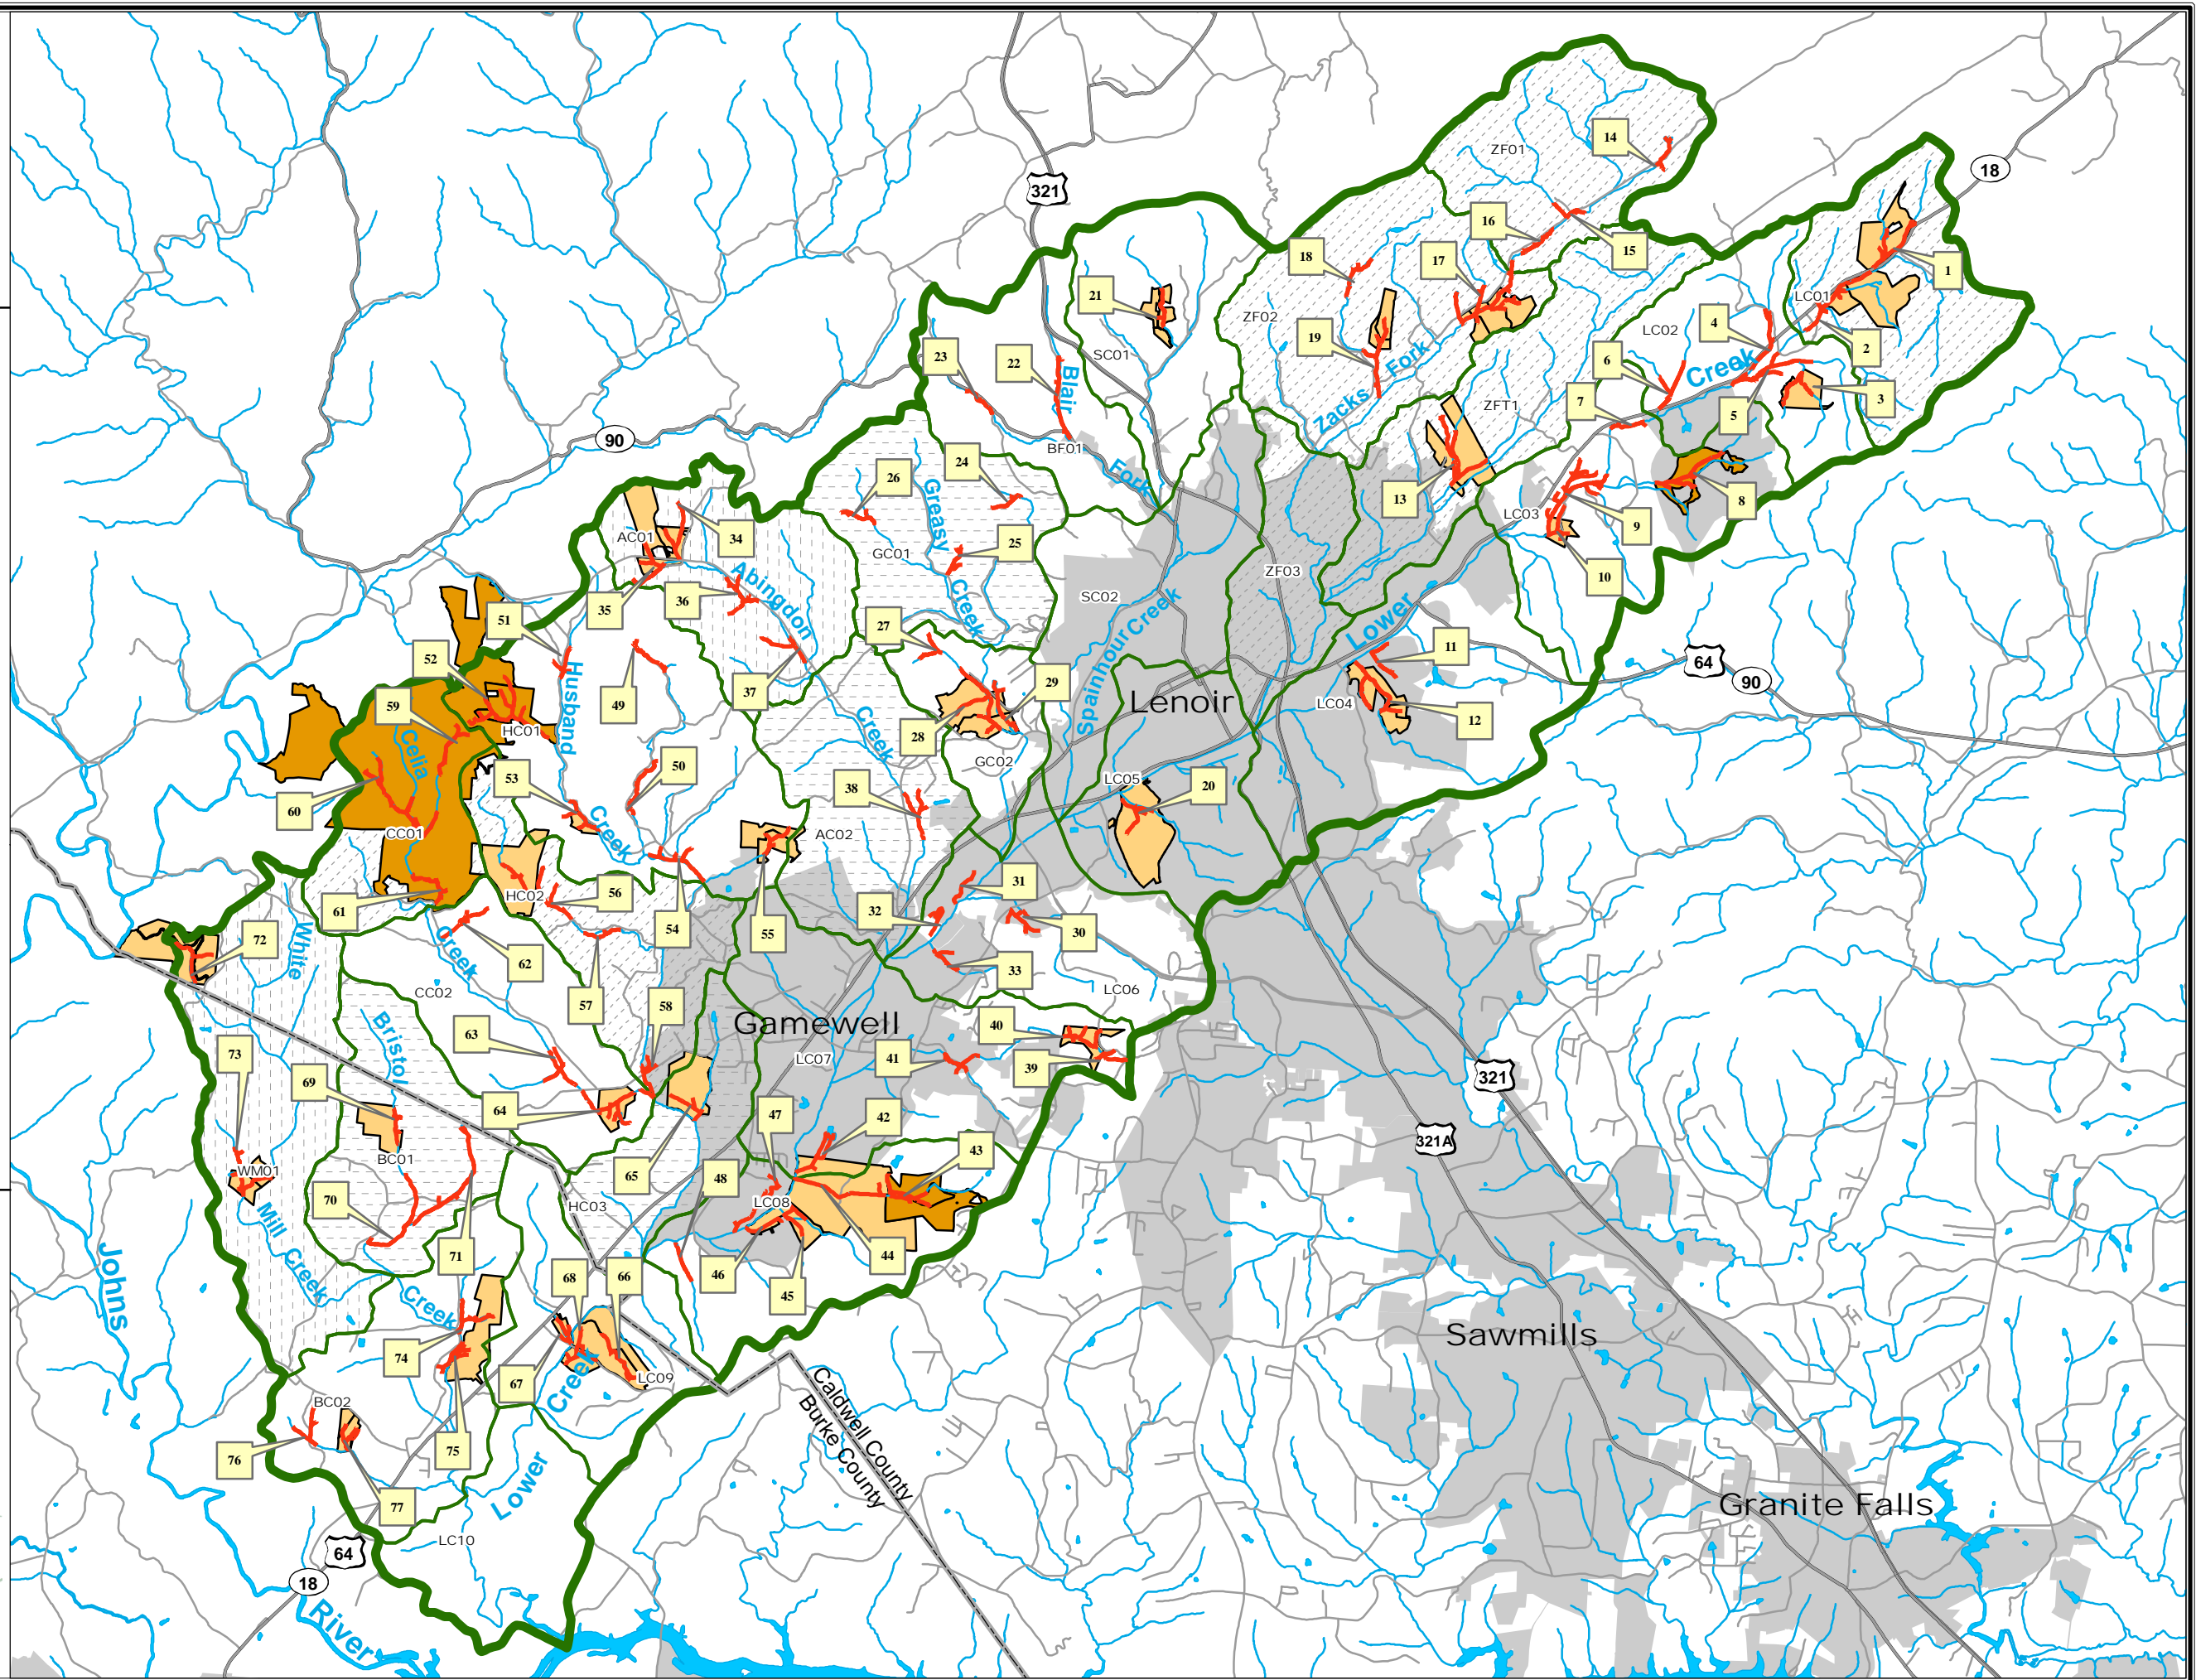 14
ZF01
18
321
16
15
18
17
1
21
LC01
ZF02
4
LC02
2
19
SC01
6
23
22
Blair
Zacks
Fork
Creek
3
7
ZFT1
5
90
BF01
24
Fork
26
Greasy
13
8
LC03
9
34
AC01
25
GC01
Abingdon
ZF03
10
36
35
SC02
Creek
51
27
Spainhour Creek
Lower
11
52
Husband
29
64
90
37
49
Lenoir
59
LC04
12
Creek
28
HC01
Celia
GC02
50
53
LC05
20
38
60
CC01
Creek
AC02
31
HC02
56
61
32
54
55
30
72
White
Creek
62
33
CC02
LC06
57
58
Gamewell
Bristol
40
63
73
LC07
41
39
321
69
64
47
42
321A
BC01
43
WM01
65
48
70
LC08
HC03
Mill Creek
71
44
Johns
68
66
46
45
Creek
Sawmills
74
67
Creek
LC09
Caldwell County
Burke County
BC02
76
75
Lower
77
Granite Falls
LC10
64
18
River